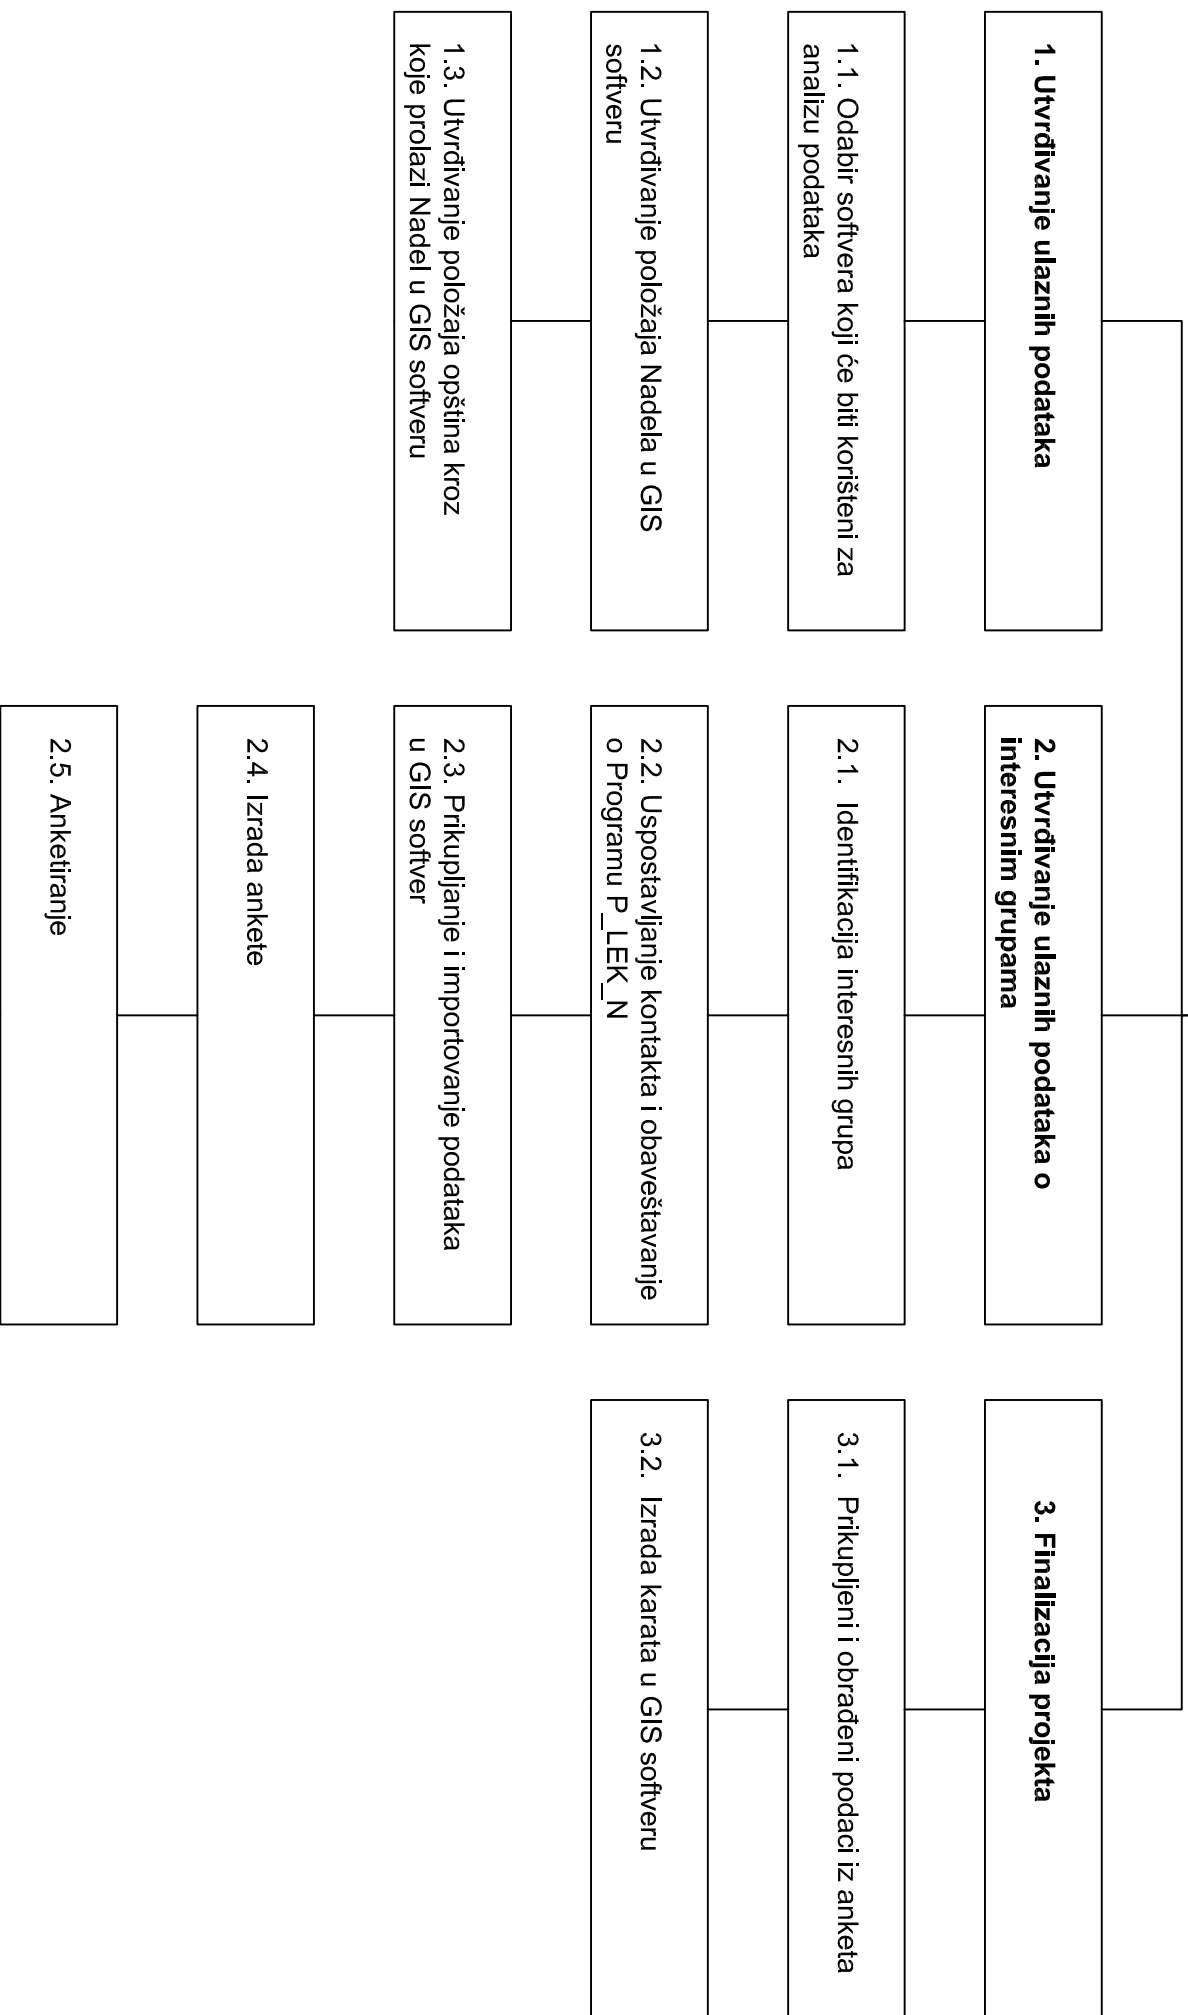 1. Utvrđivanje ulaznih podataka
1.1. Odabir softvera koji će biti korišteni za
analizu podataka
1.2. Utvrđivanje položaja Nadela u GIS
softveru
1.3. Utvrđivanje položaja opština kroz
koje prolazi Nadel u GIS softveru
2. Utvrđivanje ulaznih podataka o
interesnim grupama
2.1. Identifikacija interesnih grupa
2.2. Uspostavljanje kontakta i obaveštavanje
o Programu P_LEK_N
2.3. Prikupljanje i importovanje podataka
u GIS softver
2.4. Izrada ankete
2.5. Anketiranje
3. Finalizacija projekta
3.1. Prikupljeni i obrađeni podaci iz anketa
3.2. Izrada karata u GIS softveru